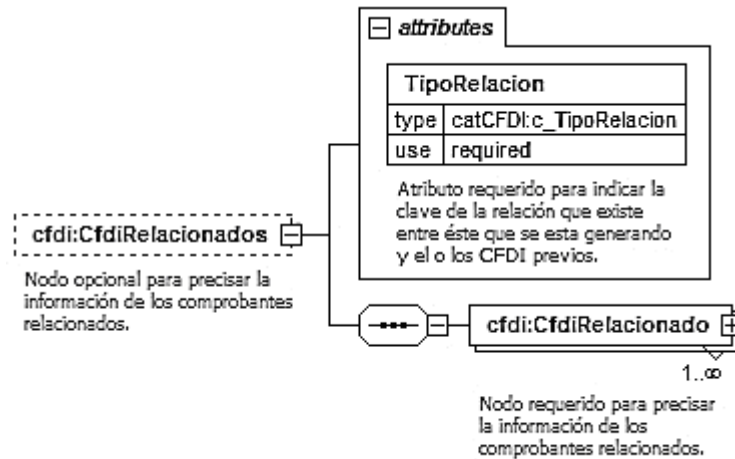 attributes
TipoRelacion
type catCFDI:c_TipoRelacion
use required
Atributo requerido para indicar la
clave de la relación que existe
entre éste que se esta generando
y el o los CFDI previos.
cfdi:CfdiRelacionados
Nodo opcional para precisar la
información de los comprobantes
relacionados.
cfdi:CfdiRelacionado
1..∞
Nodo requerido para precisar
la información de los
comprobantes relacionados.